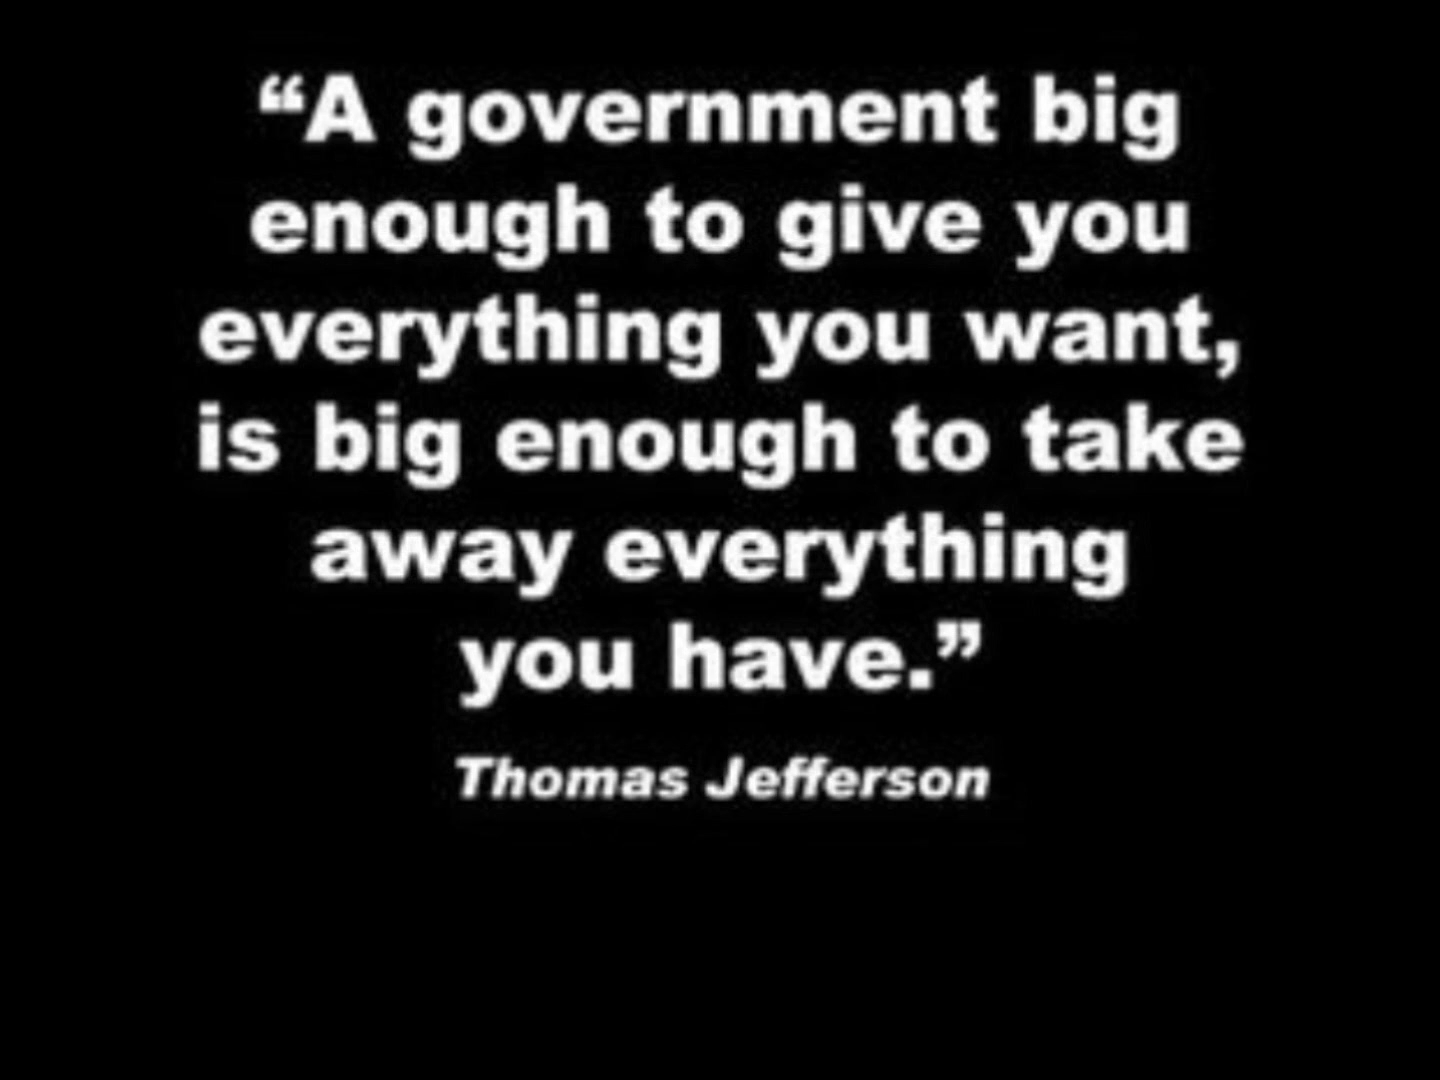 “A government big
enough to give you
everything you want,
is big enough to take
away everything
you have.”
Thomas Jefferson